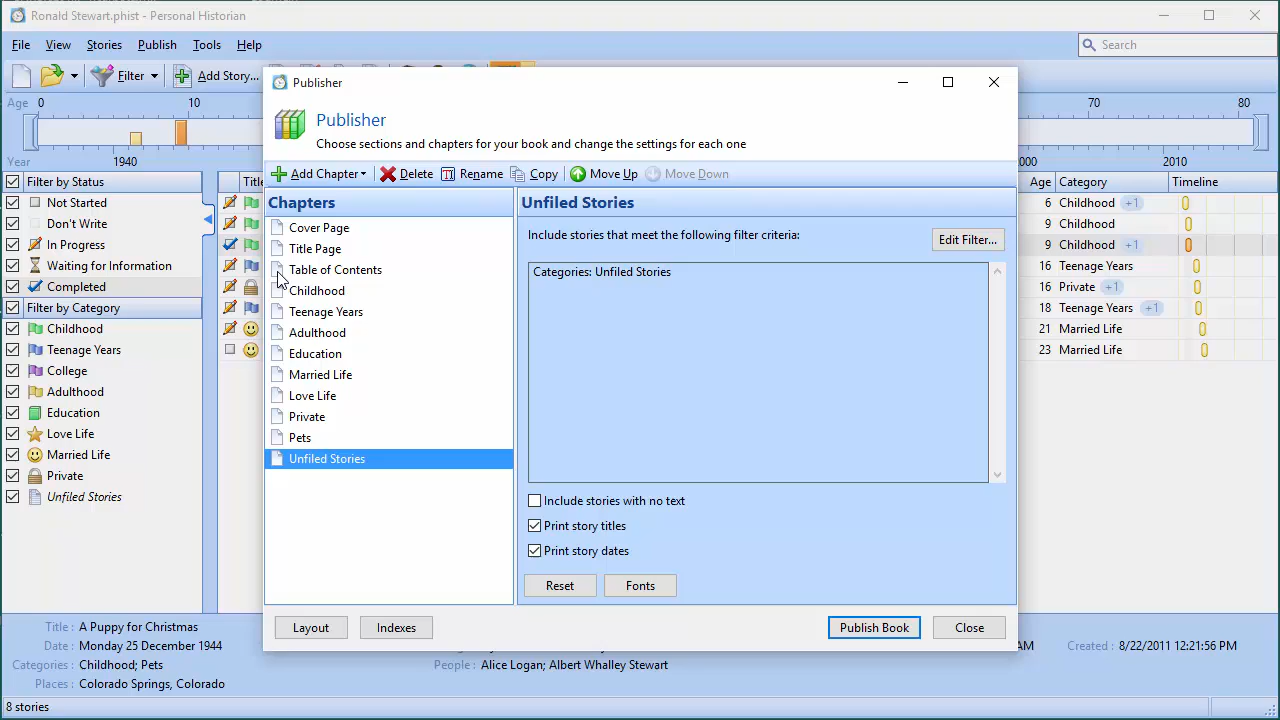 Ronald Stewart.phist - Personal Historian
File View Stories Publish Tools Help
Search
Filter Add Story...
Age 0 10 70 80
Year 1940 000 2010
Filter by Status
Not Started
Don't Write
In Progress
Waiting for Information
Completed
Filter by Category
Childhood
Teenage Years
College
Adulthood
Education
Love Life
Married Life
Private
Unfiled Stories
Titl
Publisher
Publisher
Choose sections and chapters for your book and change the settings for each one
Add Chapter Delete Rename Copy Move Up Move Down
Chapters
Cover Page
Title Page
Table of Contents
Childhood
Teenage Years
Adulthood
Education
Married Life
Love Life
Private
Pets
Unfiled Stories
Unfiled Stories
Include stories that meet the following filter criteria:
Edit Filter...
Categories: Unfiled Stories
Include stories with no text
Print story titles
Print story dates
Reset Fonts
Layout Indexes Publish Book Close
Age Category Timeline
6 Childhood +1
9 Childhood
9 Childhood +1
16 Teenage Years
16 Private +1
18 Teenage Years +1
21 Married Life
23 Married Life
Title : A Puppy for Christmas
Date : Monday 25 December 1944
AM Created : 8/22/2011 12:21:56 PM
Categories : Childhood; Pets
People : Alice Logan; Albert Whalley Stewart
Places : Colorado Springs, Colorado
8 stories